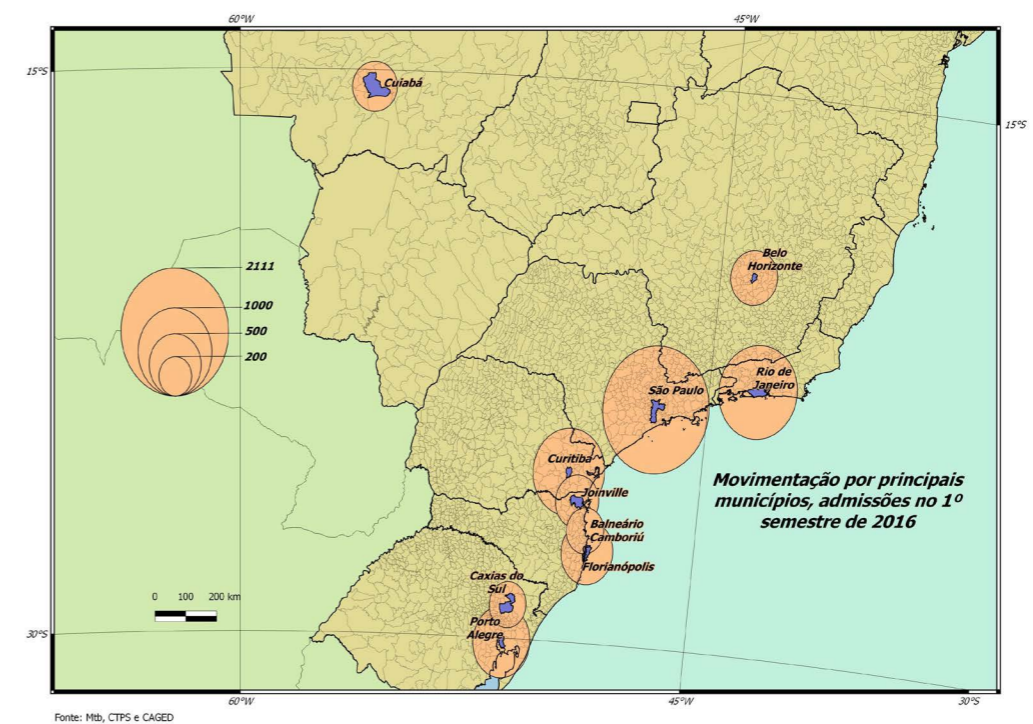 60°W
45°W
15°S
15°S
Cuiabá
Belo
Horizonte
2111
1000
500
200
Rio de
Janeiro
São Paulo
Curitiba
Joinville
Movimentação por principais
municípios, admissões no 1º
semestre de 2016
Balneário
Camboriú
Florianópolis
Caxias do
Sul
0 100 200 km
Porto
Alegre
30°S
60°W
45°W
30°S
Fonte: Mtb, CTPS e CAGED